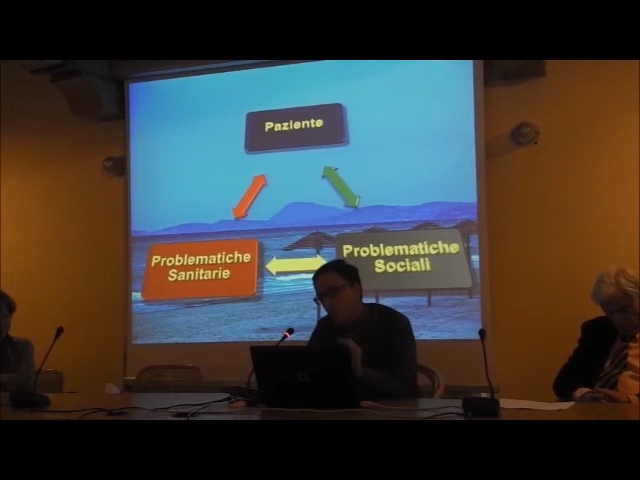 Paziente
Problematiche
Sanitarie
Problematiche
Sociali